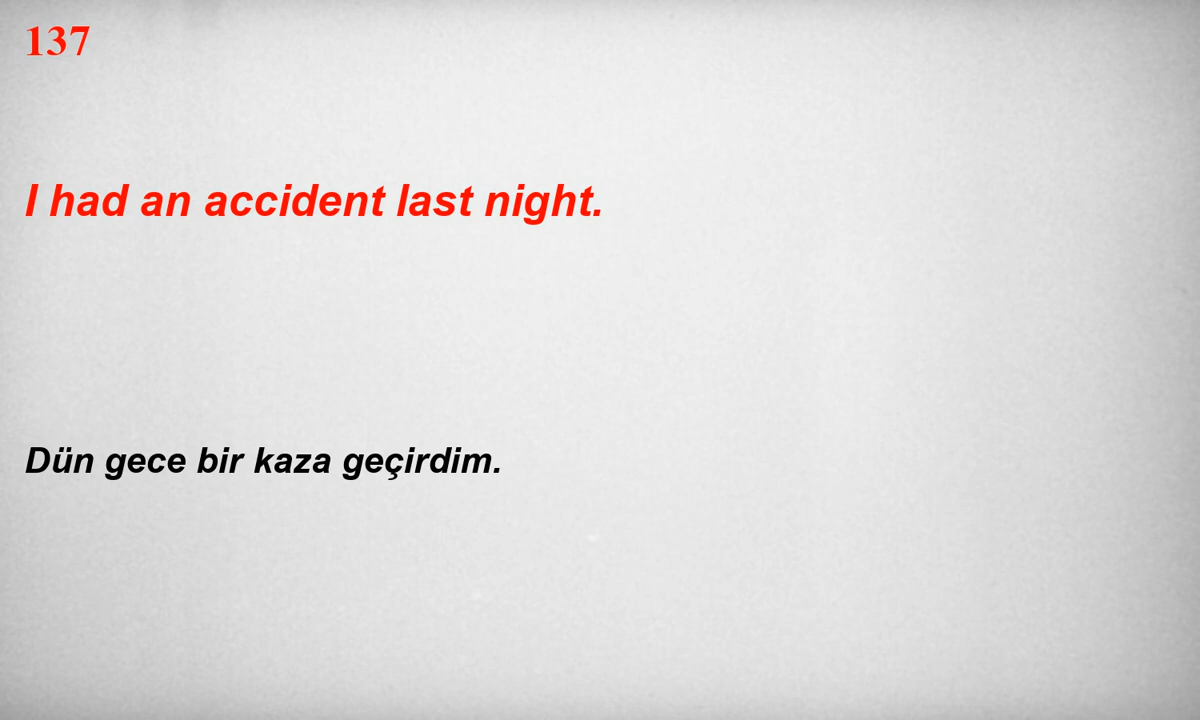 137
I had an accident last night.
Dün gece bir kaza geçirdim.